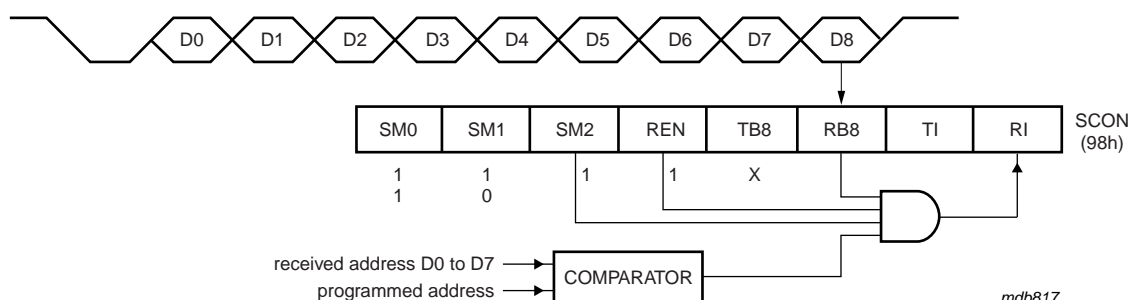 D0 D1 D2 D3 D4 D5 D6 D7 D8
SM0 SM1 SM2 REN TB8 RB8 TI RI SCON
(98h)
1 1 1 1 X
1 0
received address D0 to D7
COMPARATOR
programmed address
mdb817